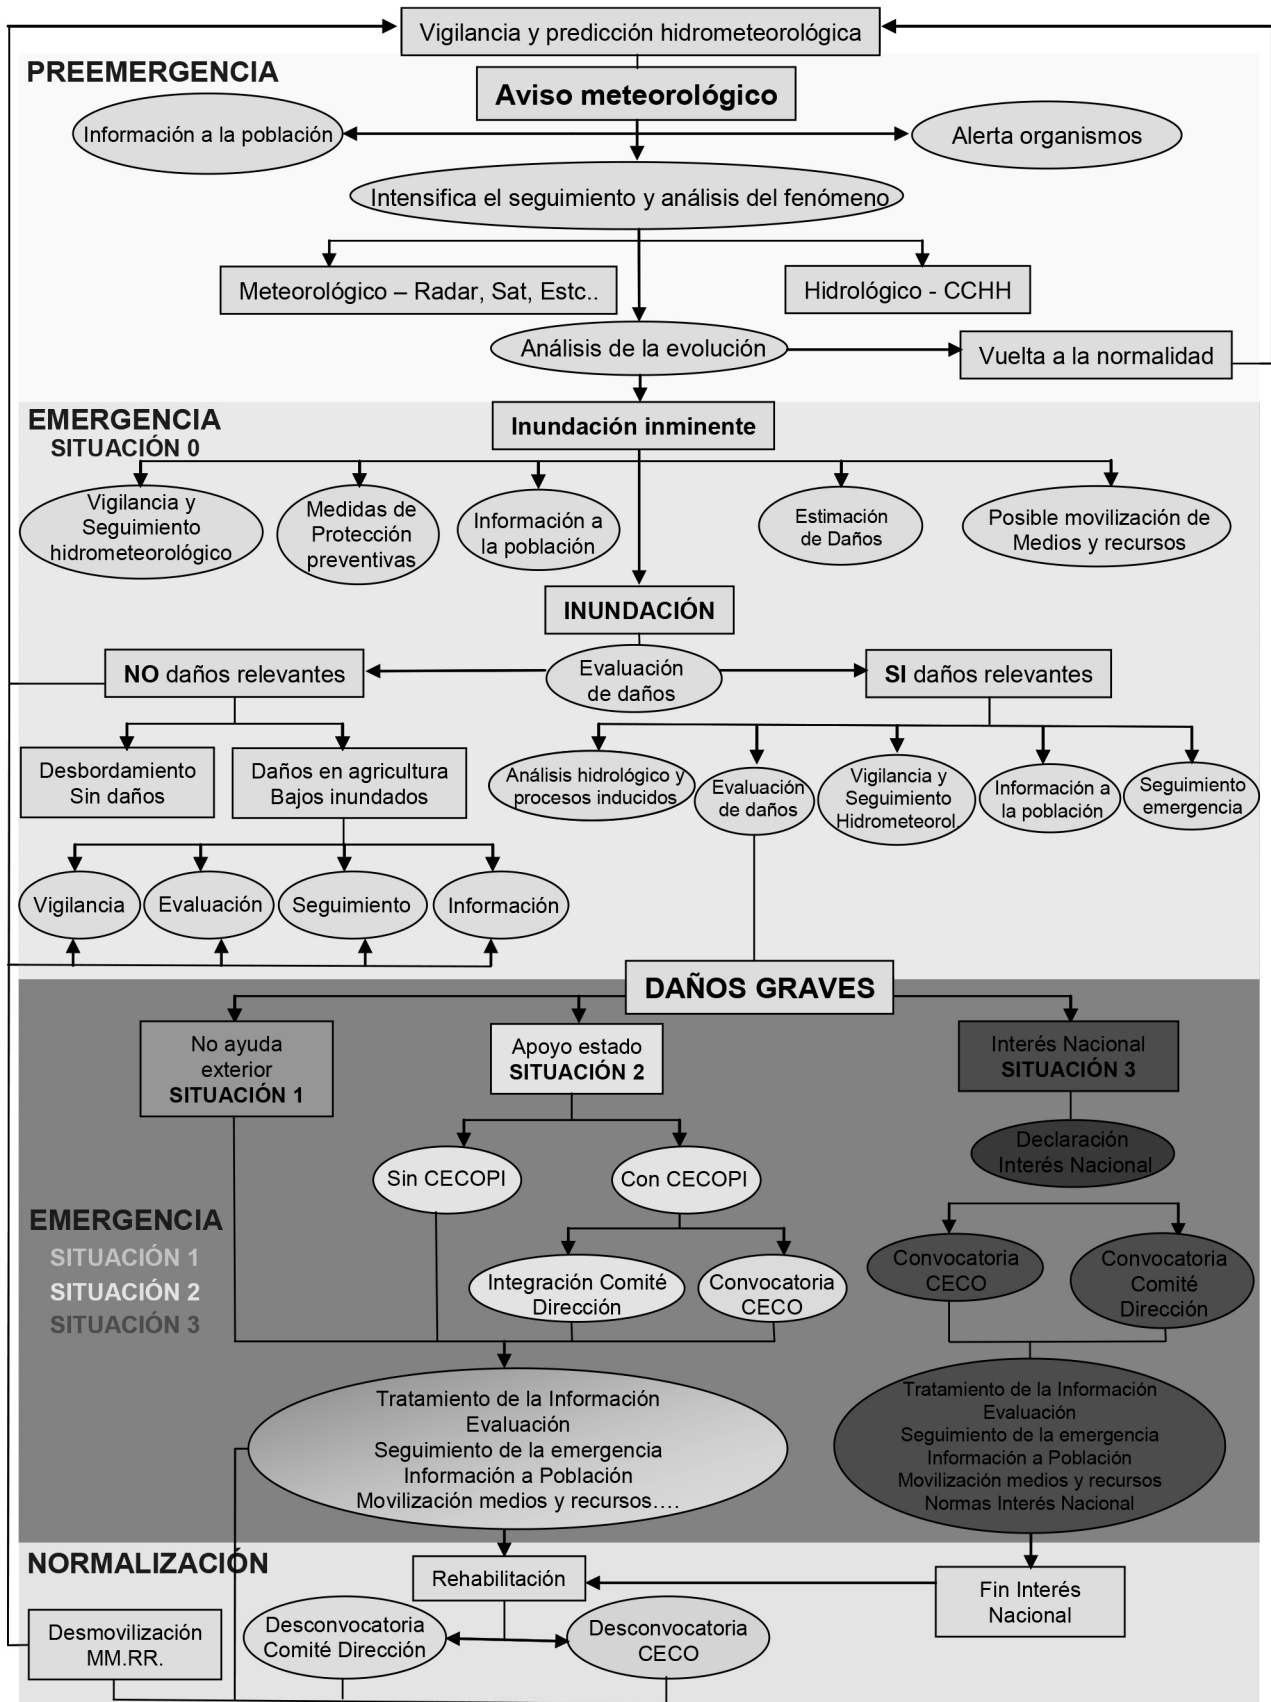 Vigilancia y predicción hidrometeorológica
PREEMERGENCIA
Aviso meteorológico
Información a la población
Alerta organismos
Intensifica el seguimiento y análisis del fenómeno
Meteorológico – Radar, Sat, Estc..
Hidrológico - CCHH
Análisis de la evolución
Vuelta a la normalidad
EMERGENCIA
SITUACIÓN 0
Inundación inminente
Vigilancia y
Seguimiento
hidrometeorológico
Medidas de
Protección
preventivas
Información a
la población
Estimación
de Daños
Posible movilización de
Medios y recursos
INUNDACIÓN
NO daños relevantes
Evaluación
de daños
SI daños relevantes
Desbordamiento
Sin daños
Daños en agricultura
Bajos inundados
Análisis hidrológico y
procesos inducidos
Evaluación
de daños
Vigilancia y
Seguimiento
Hidrometeorol.
Información a
la población
Seguimiento
emergencia
Vigilancia
Evaluación
Seguimiento
Información
DAÑOS GRAVES
No ayuda
exterior
SITUACIÓN 1
Apoyo estado
SITUACIÓN 2
Interés Nacional
SITUACIÓN 3
Declaración
Interés Nacional
Sin CECOPI
Con CECOPI
EMERGENCIA
SITUACIÓN 1
SITUACIÓN 2
SITUACIÓN 3
Integración Comité
Dirección
Convocatoria
CECO
Convocatoria
CECO
Convocatoria
Comité
Dirección
Tratamiento de la Información
Evaluación
Seguimiento de la emergencia
Información a Población
Movilización medios y recursos….
Tratamiento de la Información
Evaluación
Seguimiento de la emergencia
Información a Población
Movilización medios y recursos
Normas Interés Nacional
NORMALIZACIÓN
Rehabilitación
Fin Interés
Nacional
Desmovilización
MM.RR.
Desconvocatoria
Comité Dirección
Desconvocatoria
CECO